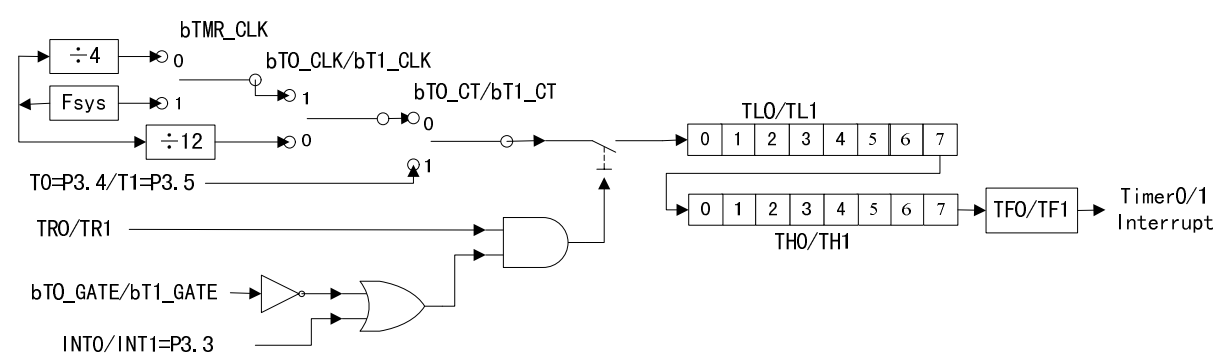 bTMR_CLK
÷4
0
bT0_CLK/bT1_CLK
Fsys
1
1
bT0_CT/bT1_CT
0
÷12
0
TL0/TL1
0 1 2 3 4 5 6 7
1
T0=P3.4/T1=P3.5
TR0/TR1
0 1 2 3 4 5 6 7
TH0/TH1
TF0/TF1
Timer0/1
Interrupt
bT0_GATE/bT1_GATE
INT0/INT1=P3.3